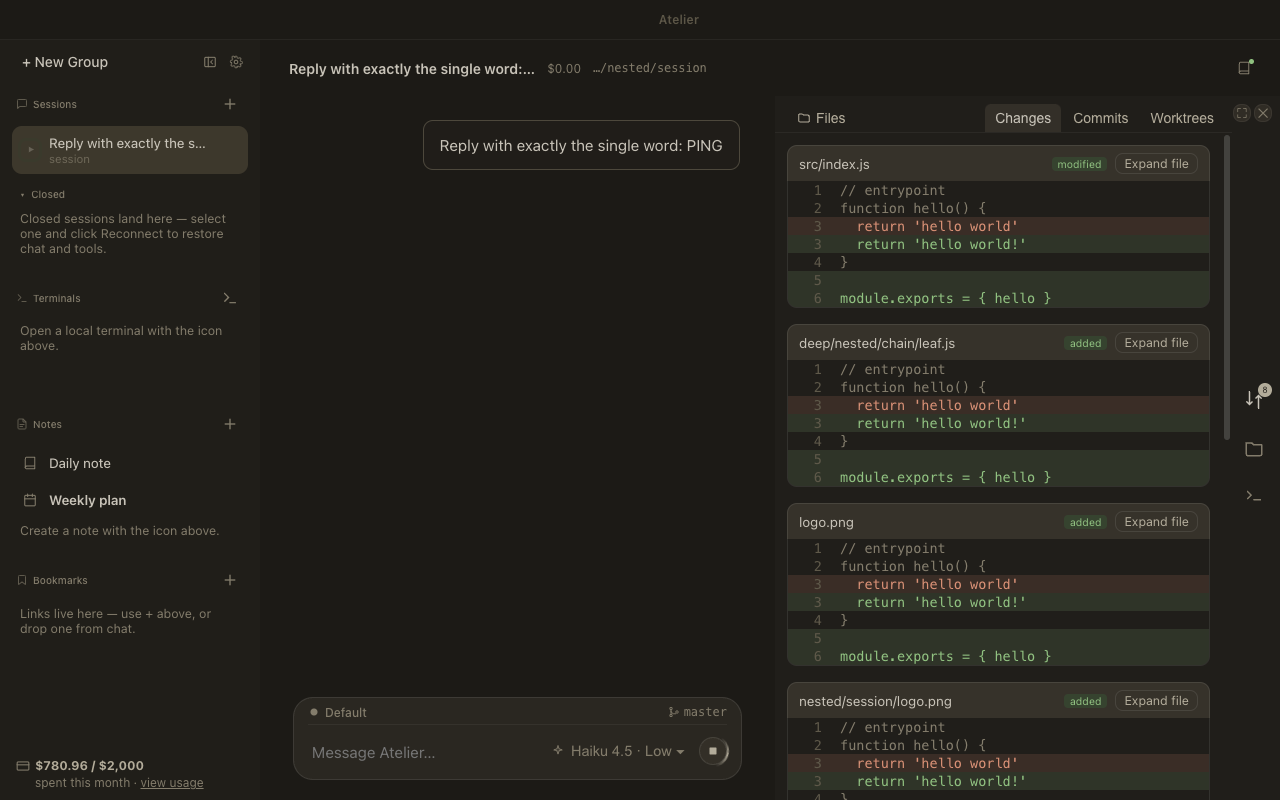 Atelier
+ New Group
Sessions
Reply with exactly the s...
session
Closed
Closed sessions land here — select
one and click Reconnect to restore
chat and tools.
Terminals
Open a local terminal with the icon
above.
Notes
Daily note
Weekly plan
Create a note with the icon above.
Bookmarks
Links live here — use + above, or
drop one from chat.
$780.96 / $2,000
spent this month · view usage
Reply with exactly the single word:... $0.00 …/nested/session
Reply with exactly the single word: PING
Default master
Message Atelier... Haiku 4.5 · Low
Files Changes Commits Worktrees
src/index.js modified Expand file
1 // entrypoint
2 function hello() {
3 return 'hello world'
3 return 'hello world!'
4 }
5
6 module.exports = { hello }
deep/nested/chain/leaf.js added Expand file
1 // entrypoint
2 function hello() {
3 return 'hello world'
3 return 'hello world!'
4 }
5
6 module.exports = { hello }
logo.png added Expand file
1 // entrypoint
2 function hello() {
3 return 'hello world'
3 return 'hello world!'
4 }
5
6 module.exports = { hello }
nested/session/logo.png added Expand file
1 // entrypoint
2 function hello() {
3 return 'hello world'
3 return 'hello world!'
4 }
8